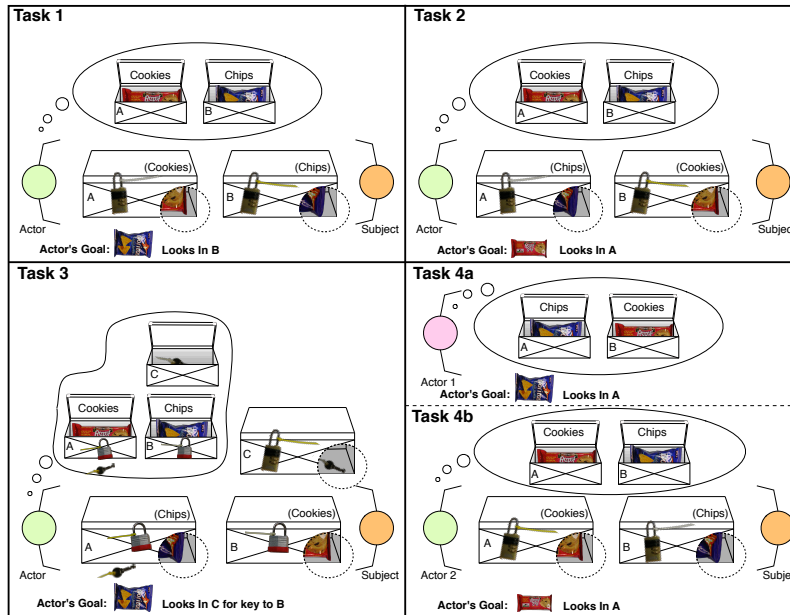 Task 1
Cookies
Chips
A
B
(Cookies)
(Chips)
A
B
Actor
Subject
Actor's Goal:
Looks In B
Task 2
Cookies
Chips
A
B
(Chips)
(Cookies)
A
B
Actor
Subject
Actor's Goal:
Looks In A
Task 3
C
Cookies
Chips
A
B
C
(Chips)
(Cookies)
A
B
Actor
Subject
Actor's Goal:
Looks In C for key to B
Task 4a
Chips
Cookies
A
B
Actor 1
Actor's Goal:
Looks In A
Task 4b
Cookies
Chips
A
B
(Cookies)
(Chips)
A
B
Actor 2
Subject
Actor's Goal:
Looks In A